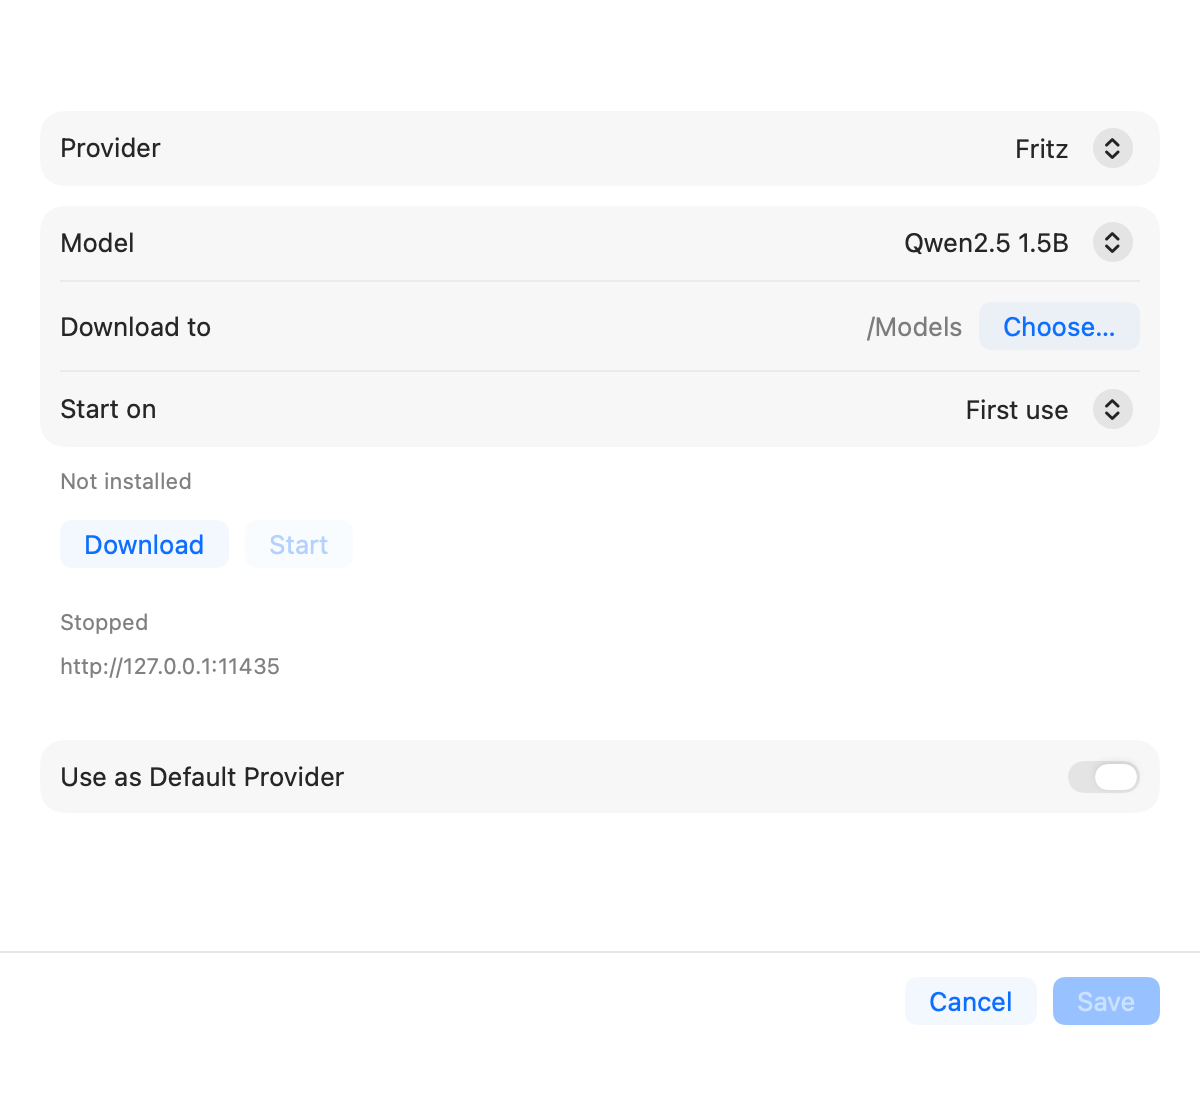 Provider Fritz
Model Qwen2.5 1.5B
Download to /Models Choose...
Start on First use
Not installed
Download Start
Stopped
http://127.0.0.1:11435
Use as Default Provider
Cancel Save